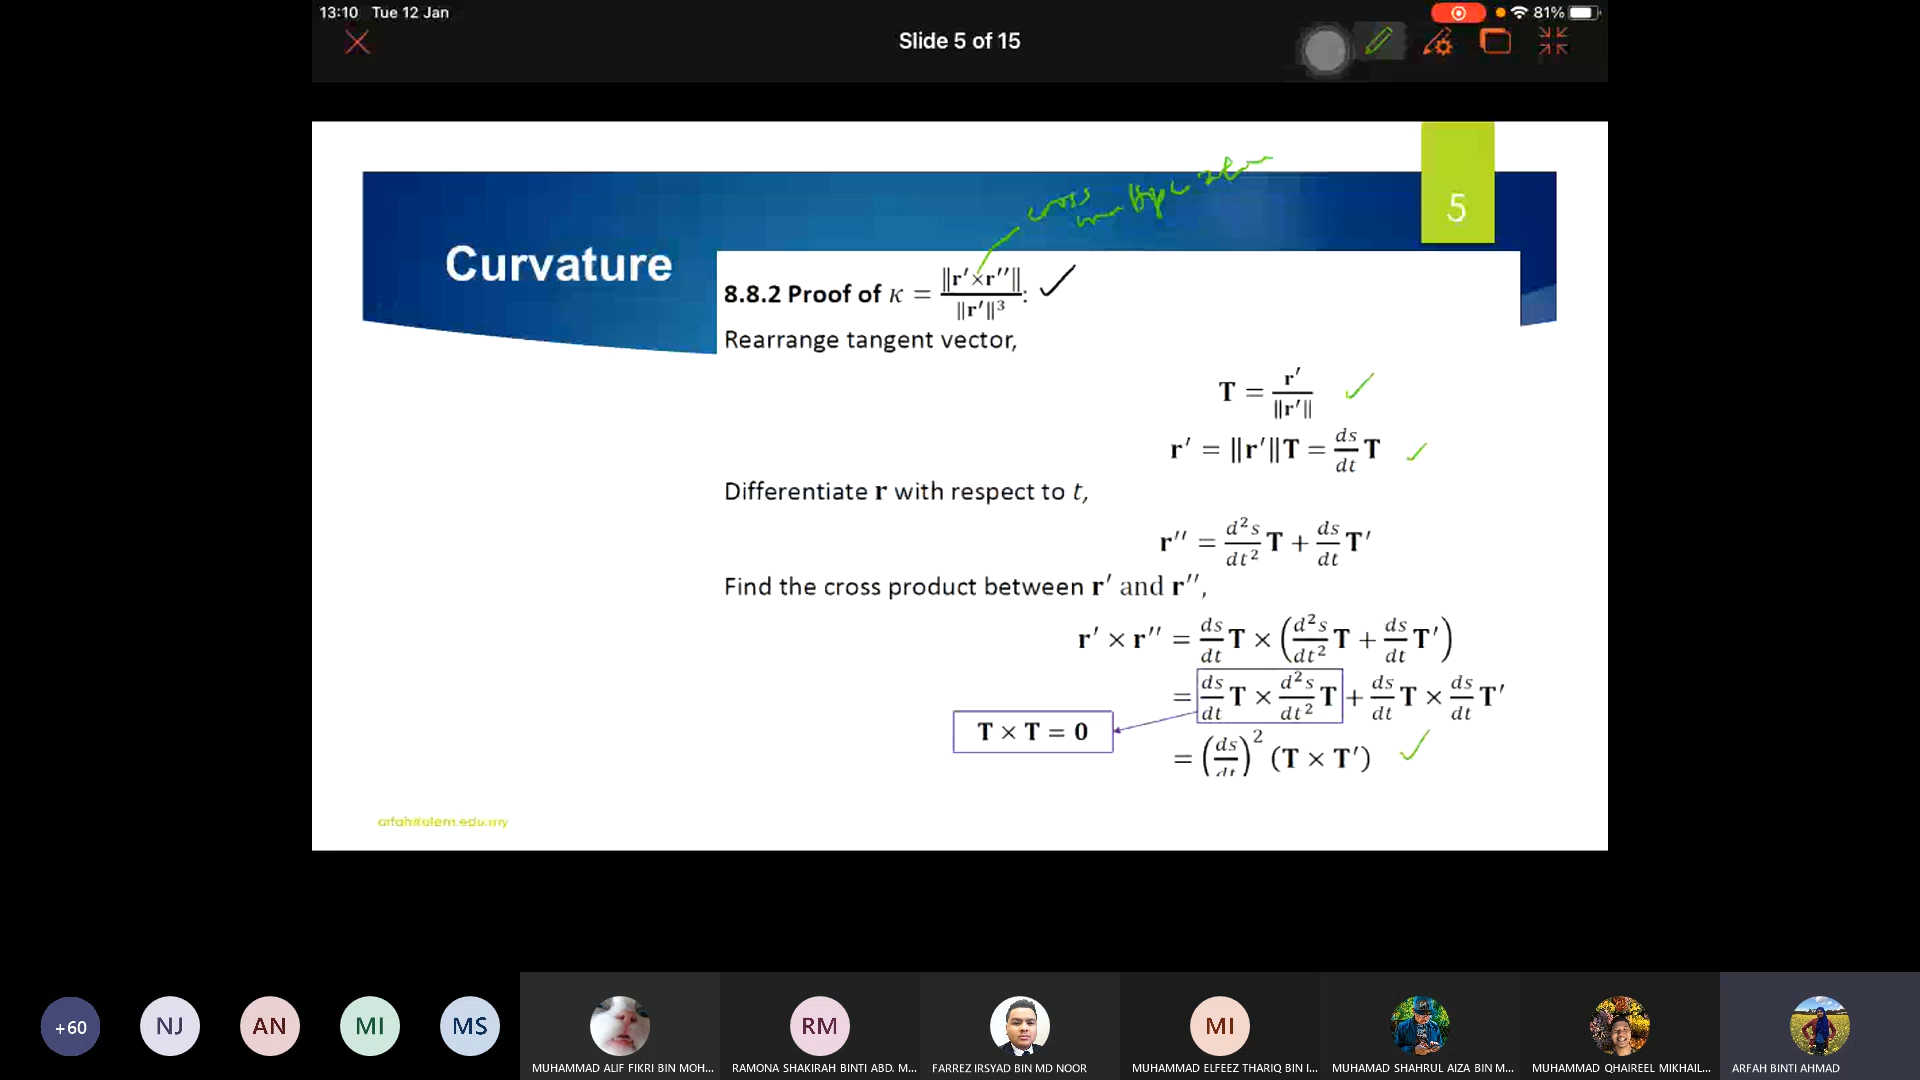 13:10 Tue 12 Jan
81%
Slide 5 of 15
5
cross
Curvature
8.8.2 Proof of κ = ‖r′×r′′‖ / ‖r′‖³:
Rearrange tangent vector,
T = r′ / ‖r′‖
r′ = ‖r′‖T = ds/dt T
Differentiate r with respect to t,
r′′ = d²s/dt² T + ds/dt T′
Find the cross product between r′ and r′′,
r′ × r′′ = ds/dt T × (d²s/dt² T + ds/dt T′)
= ds/dt T × d²s/dt² T + ds/dt T × ds/dt T′
T × T = 0
= (ds/dt)² (T × T′)
+60
NJ
AN
MI
MS
RM
MI
MUHAMMAD ALIF FIKRI BIN MOH...
RAMONA SHAKIRAH BINTI ABD. M...
FARREZ IRSYAD BIN MD NOOR
MUHAMMAD ELFEEZ THARIQ BIN I...
MUHAMAD SHAHRUL AIZA BIN M...
MUHAMMAD QHAIREEL MIKHAIL...
ARFAH BINTI AHMAD